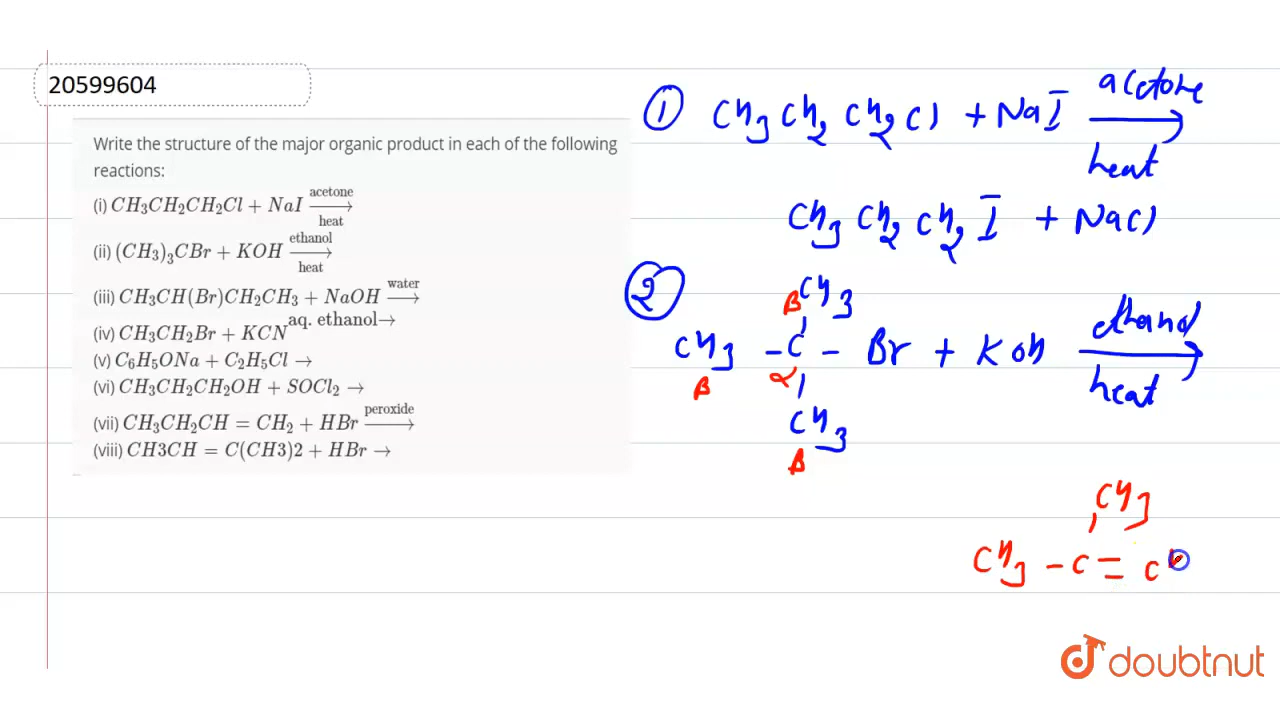 20599604
Write the structure of the major organic product in each of the following
reactions:
(i) CH₃CH₂CH₂Cl + NaI acetone → heat
(ii) (CH₃)₃CBr + KOH ethanol → heat
(iii) CH₃CH(Br)CH₂CH₃ + NaOH water →
(iv) CH₃CH₂Br + KCN aq. ethanol→
(v) C₆H₅ONa + C₂H₅Cl →
(vi) CH₃CH₂CH₂OH + SOCl₂ →
(vii) CH₃CH₂CH = CH₂ + HBr peroxide →
(viii) CH3CH = C(CH3)2 + HBr →
① CH₃ CH₂ CH₂ Cl + NaI acetone → heat
CH₃ CH₂ CH₂ I + NaCl
②
β CH₃
CH₃ - C - Br + KOH ethanol → heat
β α
CH₃
β
CH₃
CH₃ - C = C
doubtnut